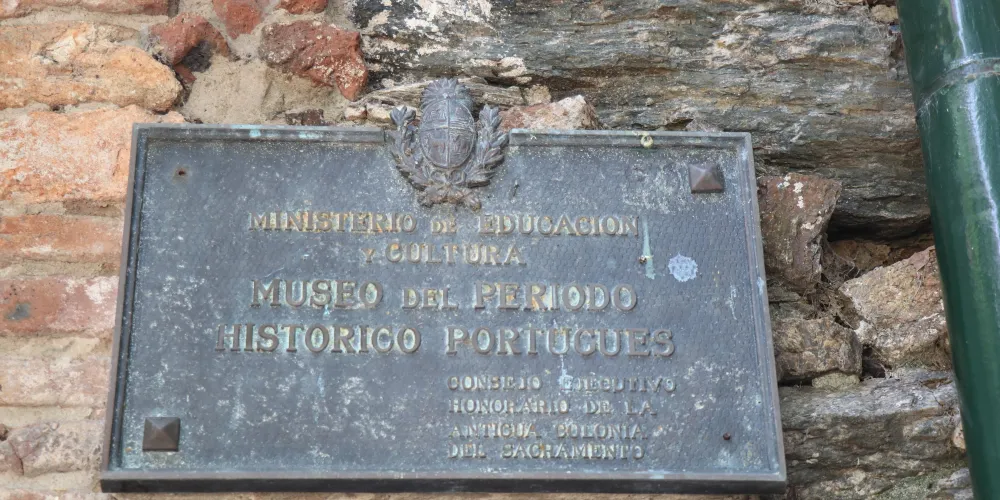 MINISTERIO DE EDUCACION
Y CULTURA
MUSEO DEL PERIODO
HISTORICO PORTUGUES
CONSEJO EJECUTIVO
HONORARIO DE LA
ANTIGUA COLONIA
DEL SACRAMENTO